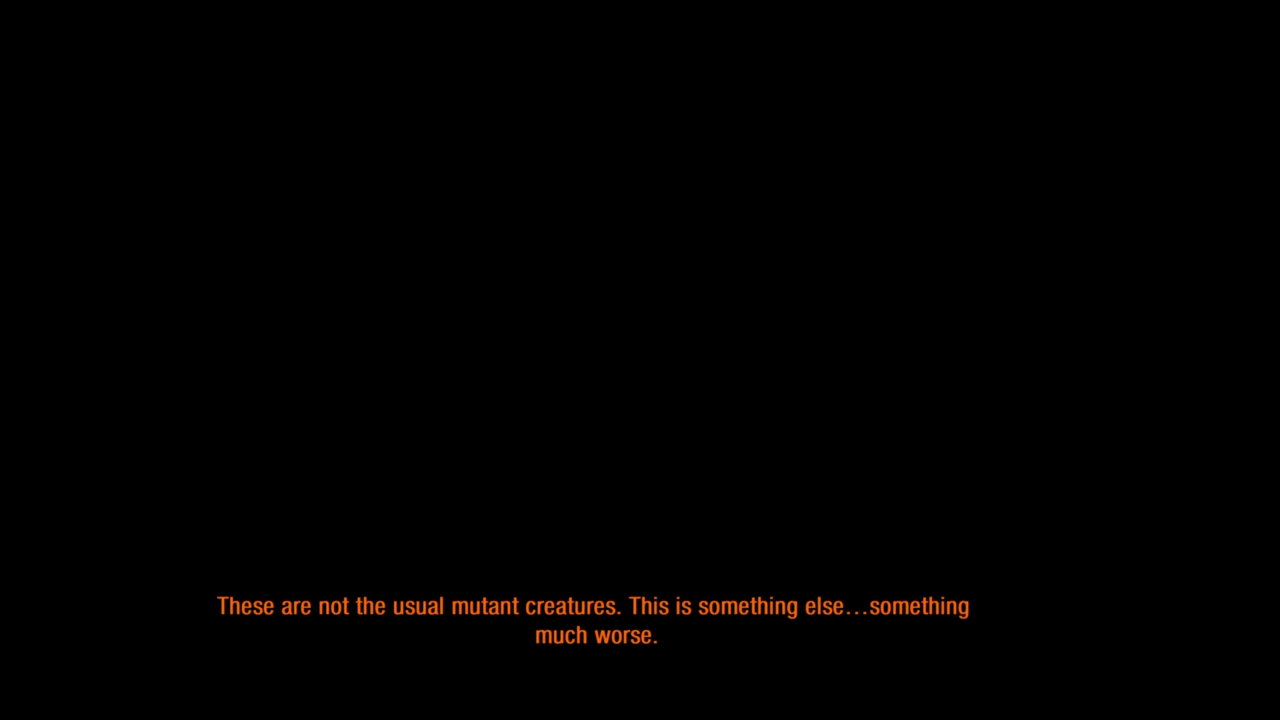 These are not the usual mutant creatures. This is something else…something
much worse.